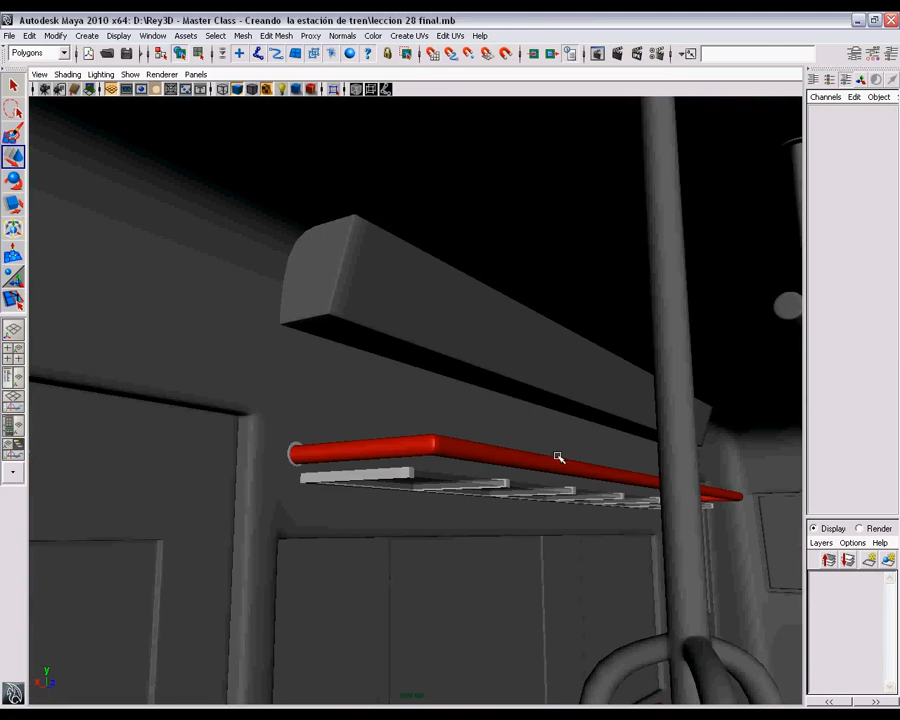 Autodesk Maya 2010 x64: D:\Rey3D - Master Class - Creando la estación de tren\leccion 28 final.mb
File Edit Modify Create Display Window Assets Select Mesh Edit Mesh Proxy Normals Color Create UVs Edit UVs Help
Polygons
View Shading Lighting Show Renderer Panels
Channels Edit Object
Display Render
Layers Options Help
y
x z